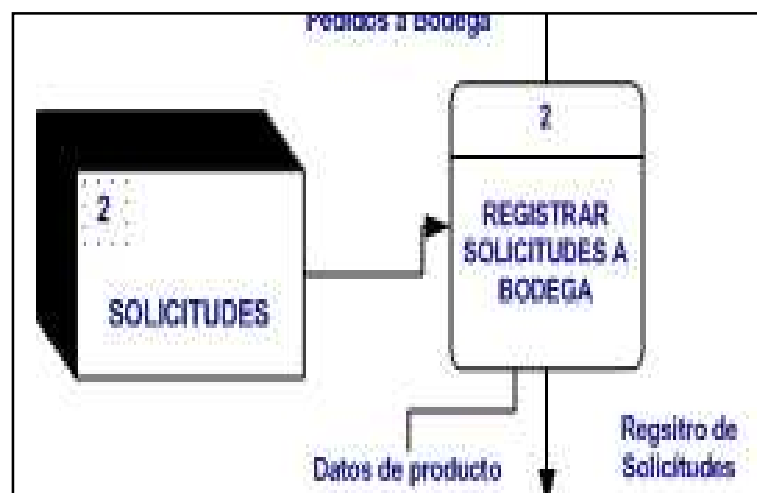 Pedidos a Bodega
2
2
REGISTRAR
SOLICITUDES A
BODEGA
SOLICITUDES
Regsitro de
Solicitudes
Datos de producto